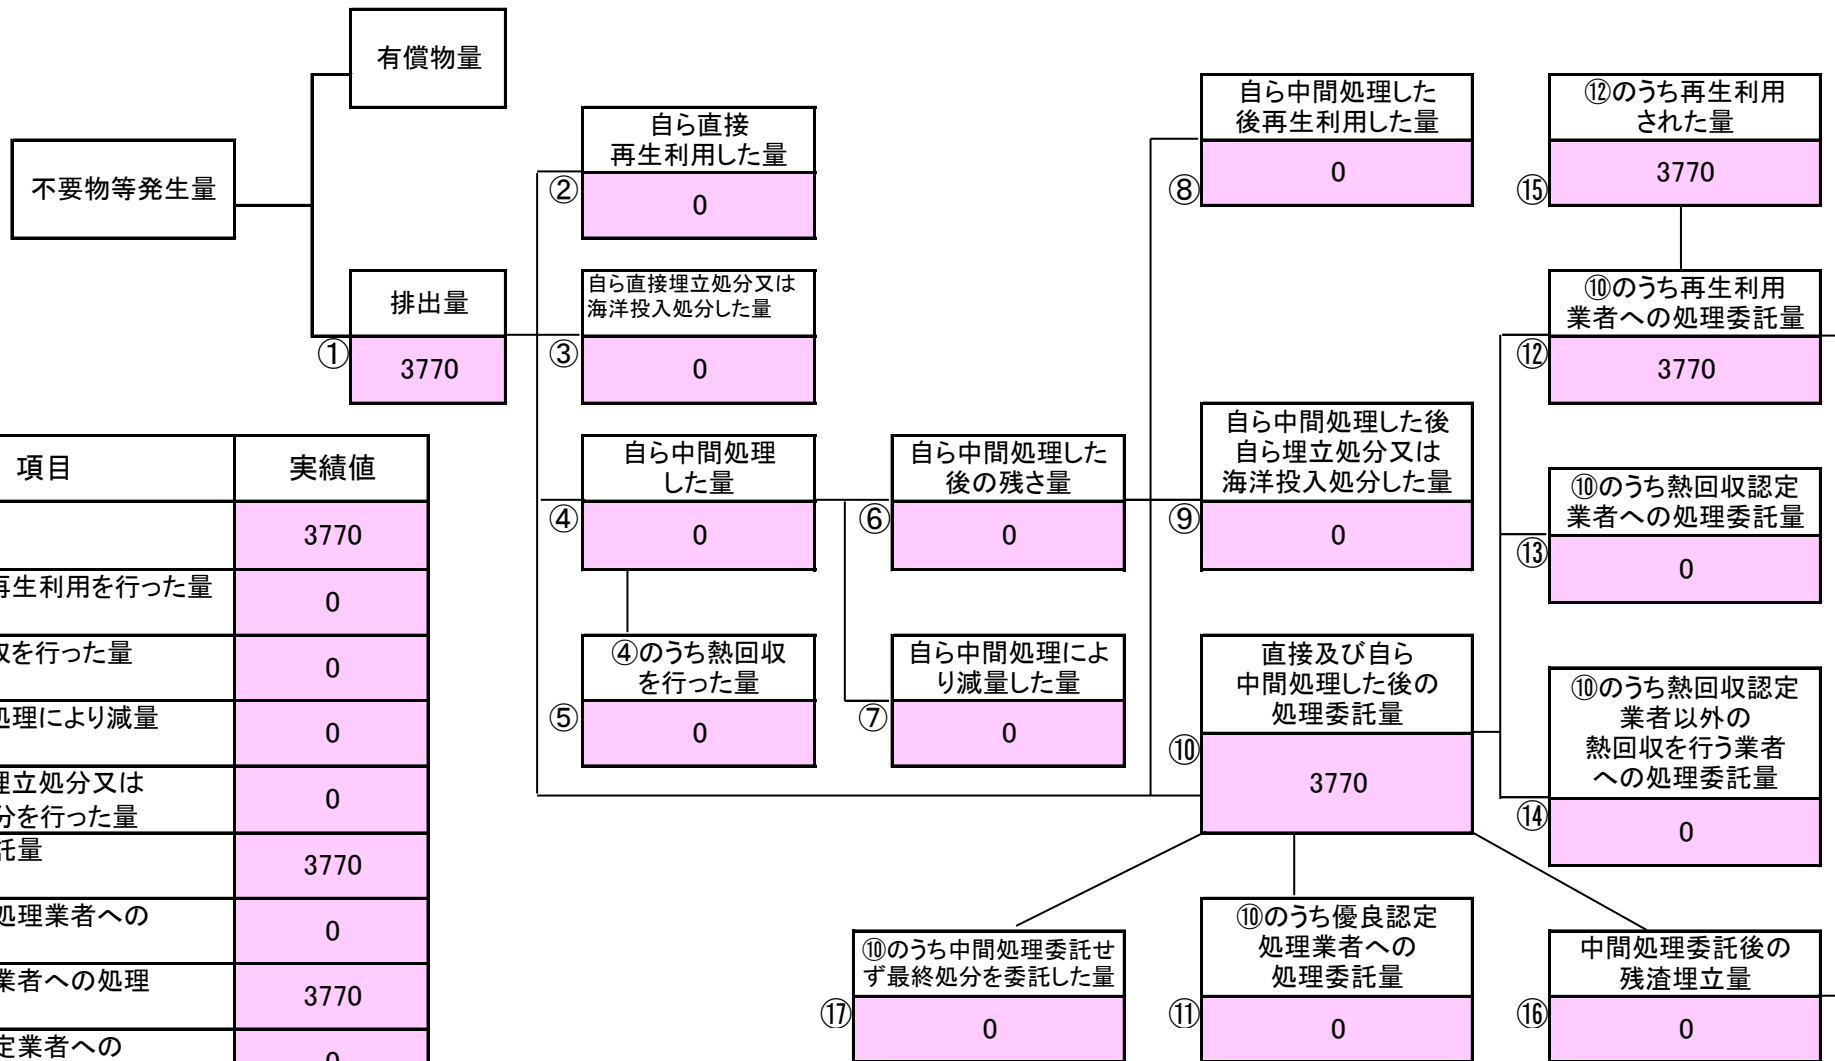 有償物量
不要物等発生量
排出量
①
3770
自ら直接
再生利用した量
②
0
自ら直接埋立処分又は
海洋投入処分した量
③
0
自ら中間処理
した量
④
0
④のうち熱回収
を行った量
⑤
0
自ら中間処理した
後の残さ量
⑥
0
自ら中間処理によ
り減量した量
⑦
0
自ら中間処理した
後再生利用した量
⑧
0
自ら中間処理した後
自ら埋立処分又は
海洋投入処分した量
⑨
0
直接及び自ら
中間処理した後の
処理委託量
⑩
3770
⑫のうち再生利用
された量
⑮
3770
⑩のうち再生利用
業者への処理委託量
⑫
3770
⑩のうち熱回収認定
業者への処理委託量
⑬
0
⑩のうち熱回収認定
業者以外の
熱回収を行う業者
への処理委託量
⑭
0
⑩のうち中間処理委託せ
ず最終処分を委託した量
⑰
0
⑩のうち優良認定
処理業者への
処理委託量
⑪
0
中間処理委託後の
残渣埋立量
⑯
0
項目 実績値
3770
再生利用を行った量 0
収を行った量 0
処理により減量 0
埋立処分又は
分を行った量 0
託量 3770
処理業者への 0
業者への処理 3770
定業者への 0